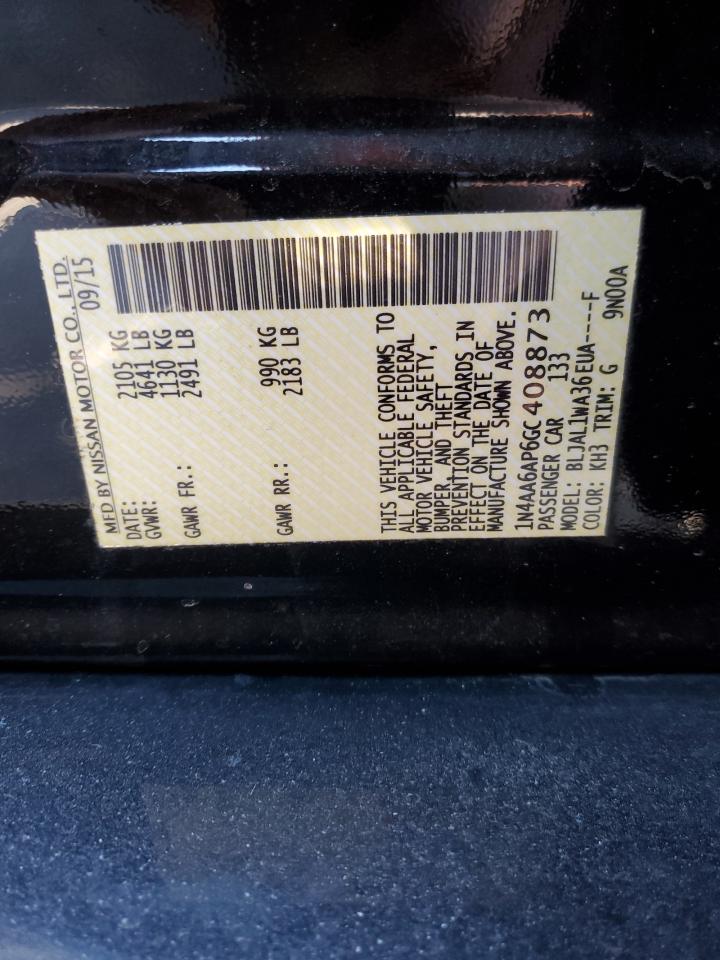 MFD BY NISSAN MOTOR CO., LTD.
DATE: 09/15
GVWR: 2105 KG
4641 LB
GAWR FR.: 1130 KG
2491 LB
GAWR RR.: 990 KG
2183 LB
THIS VEHICLE CONFORMS TO
ALL APPLICABLE FEDERAL
MOTOR VEHICLE SAFETY,
BUMPER, AND THEFT
PREVENTION STANDARDS IN
EFFECT ON THE DATE OF
MANUFACTURE SHOWN ABOVE.
1N4AA6AP6GC408873
PASSENGER CAR 133
MODEL: BLJAL1WA36EUA----F
COLOR: KH3 TRIM: G 9N00A